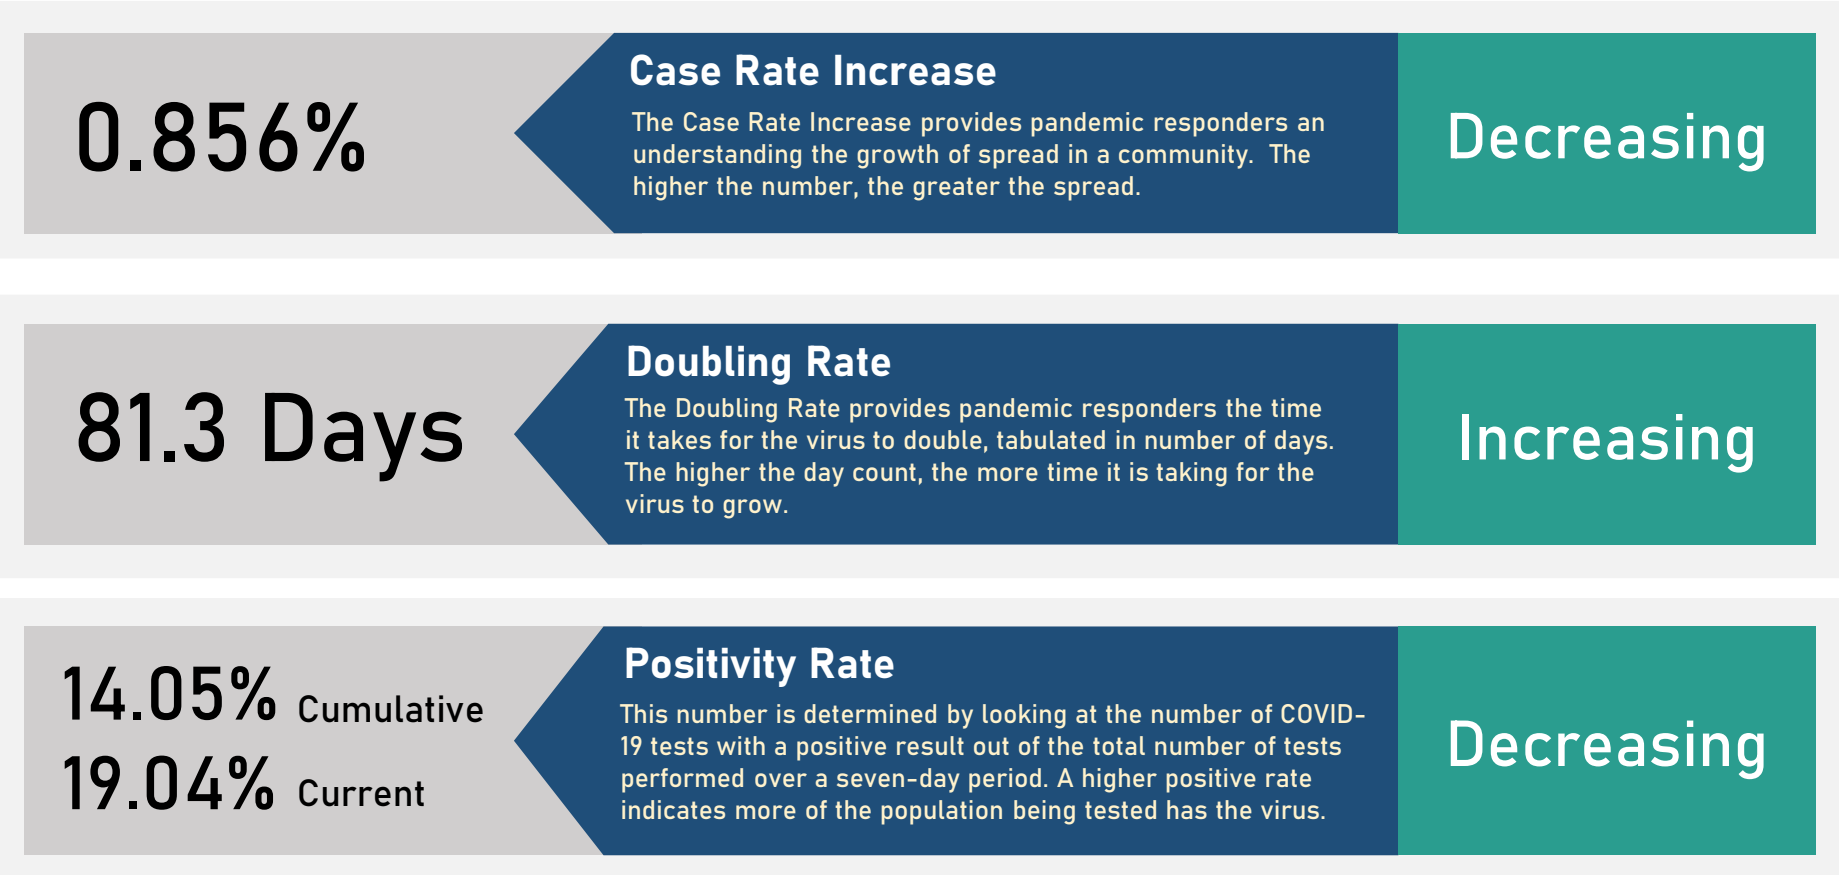 0.856%
Case Rate Increase
The Case Rate Increase provides pandemic responders an
understanding the growth of spread in a community.  The
higher the number, the greater the spread.
Decreasing
81.3 Days
Doubling Rate
The Doubling Rate provides pandemic responders the time
it takes for the virus to double, tabulated in number of days.
The higher the day count, the more time it is taking for the
virus to grow.
Increasing
14.05% Cumulative
19.04% Current
Positivity Rate
This number is determined by looking at the number of COVID-
19 tests with a positive result out of the total number of tests
performed over a seven-day period. A higher positive rate
indicates more of the population being tested has the virus.
Decreasing